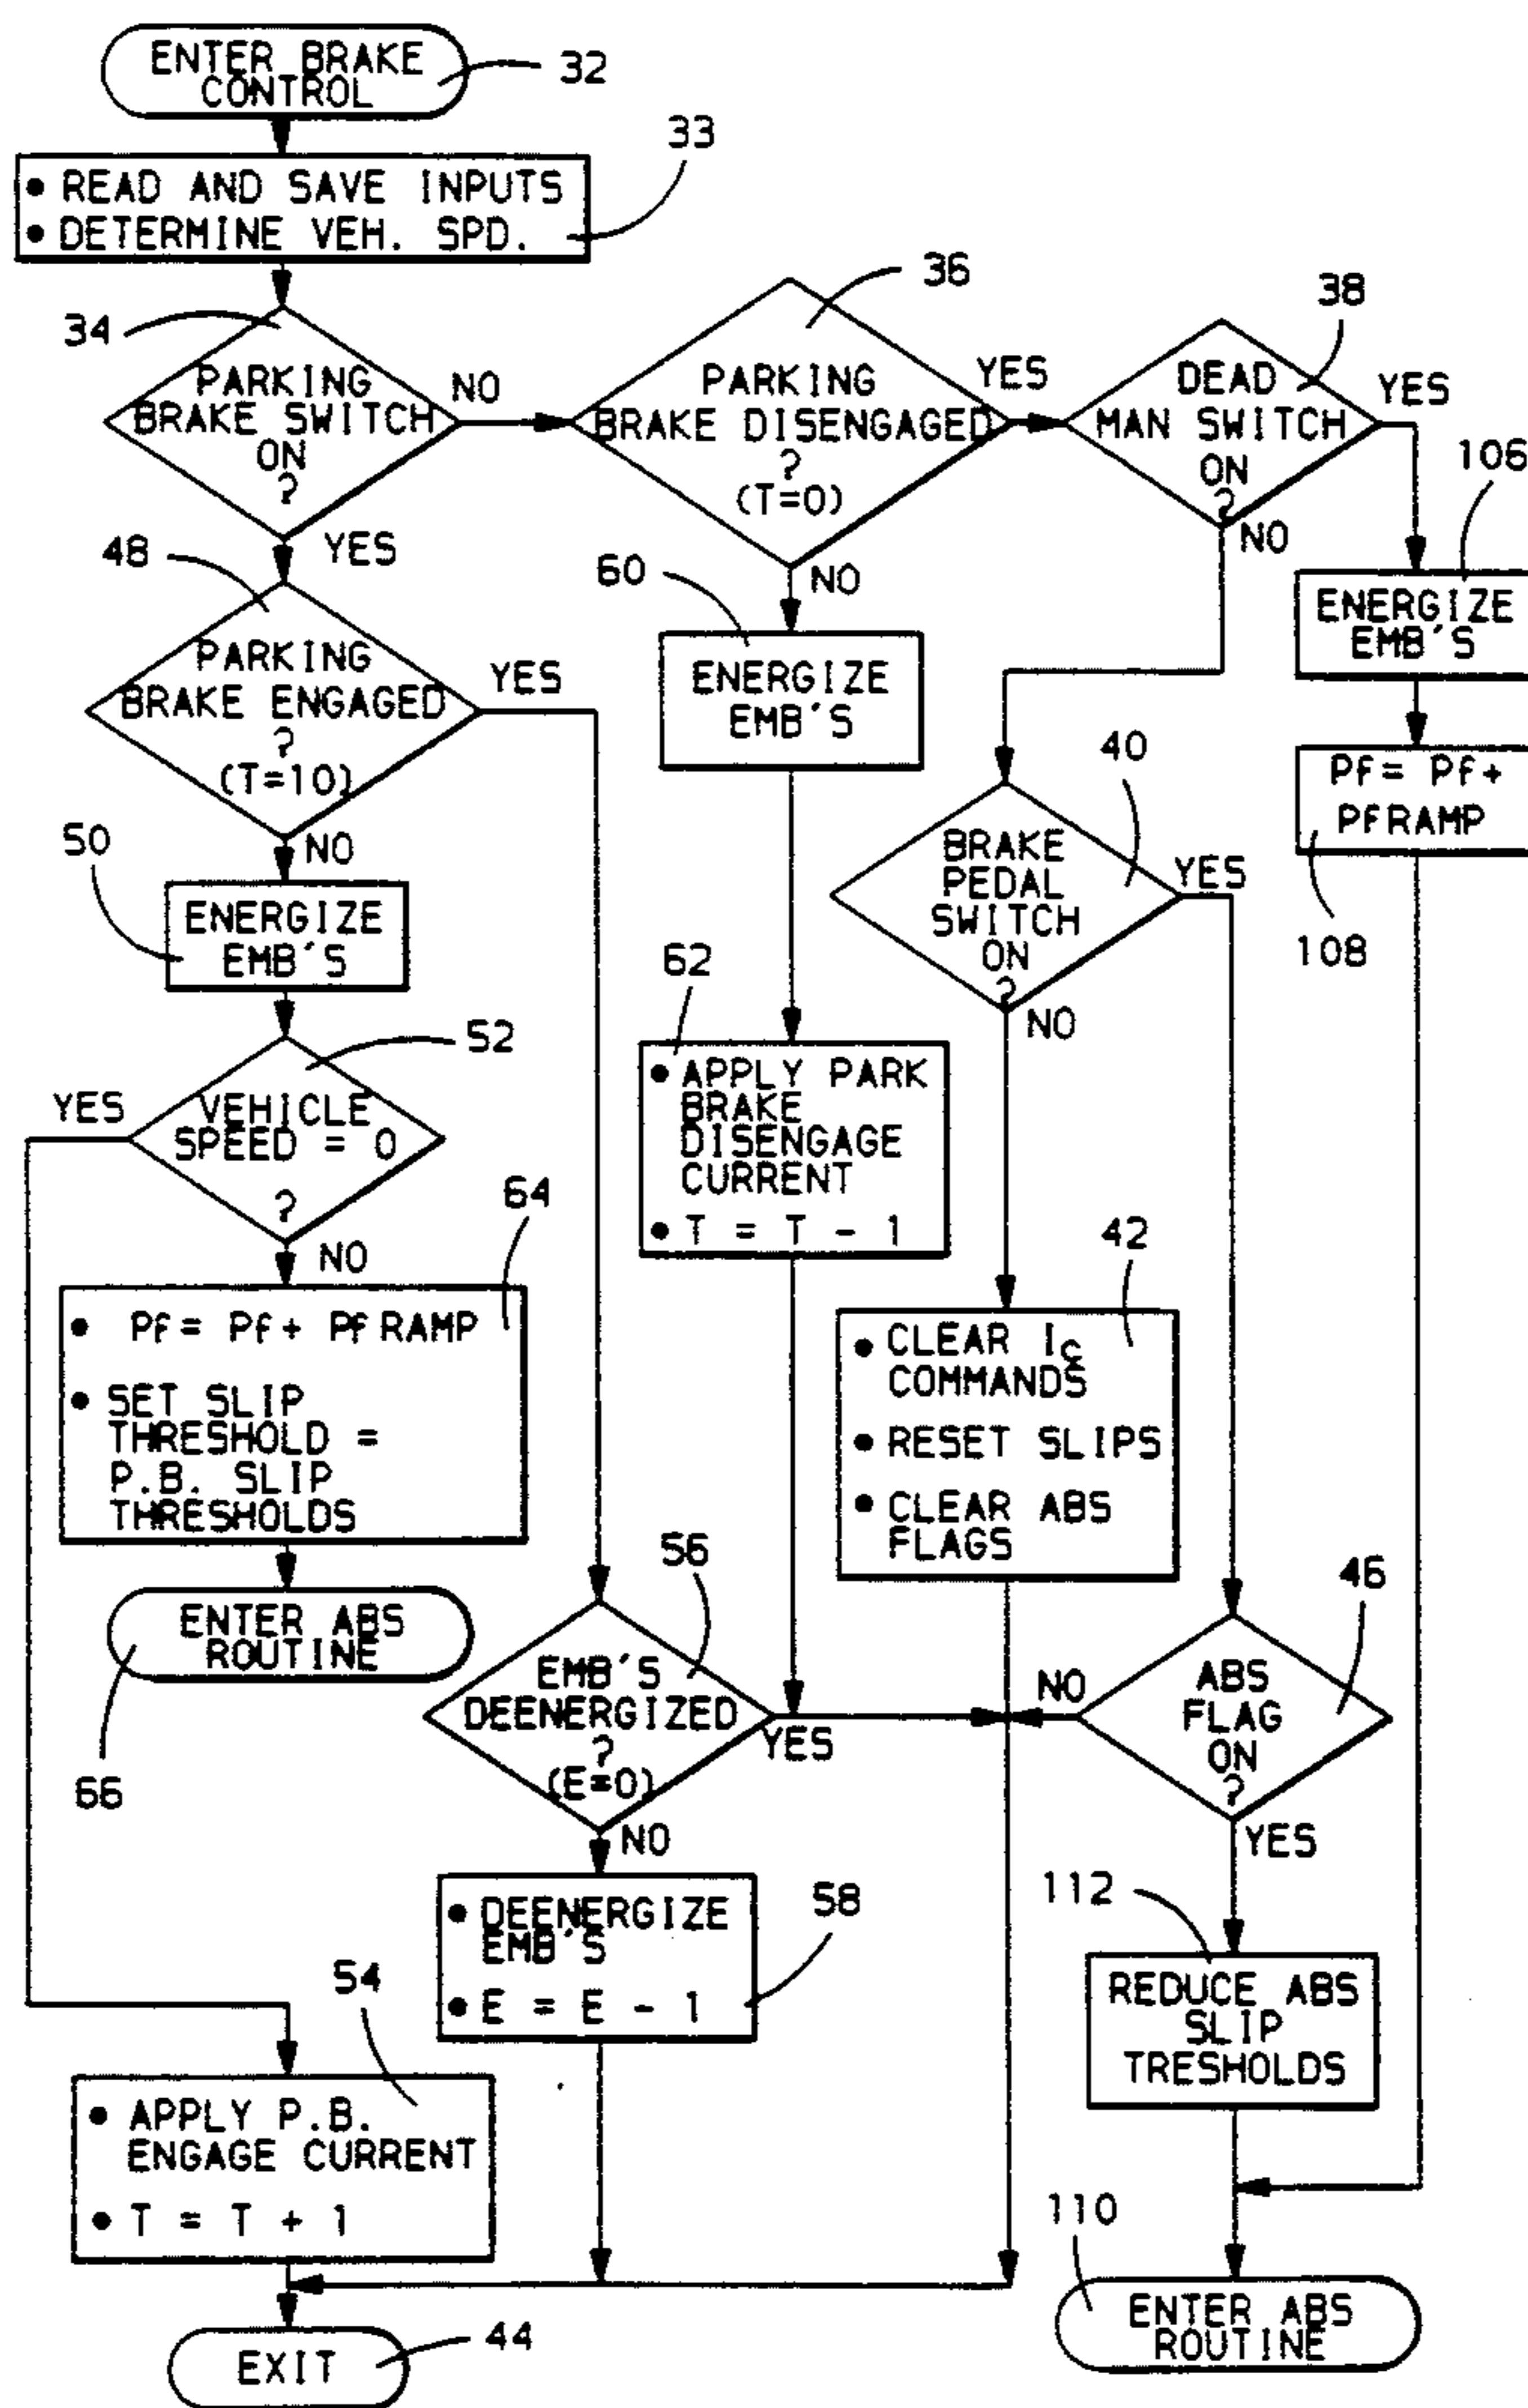 ENTER BRAKE
CONTROL
32
33
• READ AND SAVE INPUTS
• DETERMINE VEH. SPD.
34
PARKING
BRAKE SWITCH
ON
?
NO
YES
36
PARKING
BRAKE DISENGAGED
?
(T=0)
YES
NO
38
DEAD
MAN SWITCH
ON
?
YES
NO
106
ENERGIZE
EMB'S
Pf= Pf+
PFRAMP
108
48
PARKING
BRAKE ENGAGED
?
(T=10)
YES
NO
60
ENERGIZE
EMB'S
40
BRAKE
PEDAL
SWITCH
ON
?
YES
NO
50
ENERGIZE
EMB'S
52
VEHICLE
SPEED = 0
?
YES
NO
62
• APPLY PARK
BRAKE
DISENGAGE
CURRENT
• T = T - 1
64
• Pf= Pf+ PfRAMP
• SET SLIP
THRESHOLD =
P.B. SLIP
THRESHOLDS
42
• CLEAR Ic
COMMANDS
• RESET SLIPS
• CLEAR ABS
FLAGS
ENTER ABS
ROUTINE
66
56
EMB'S
DEENERGIZED
?
(E=0)
YES
NO
46
ABS
FLAG
ON
?
NO
YES
58
• DEENERGIZE
EMB'S
• E = E - 1
112
REDUCE ABS
SLIP
TRESHOLDS
54
• APPLY P.B.
ENGAGE CURRENT
• T = T + 1
110
ENTER ABS
ROUTINE
EXIT
44